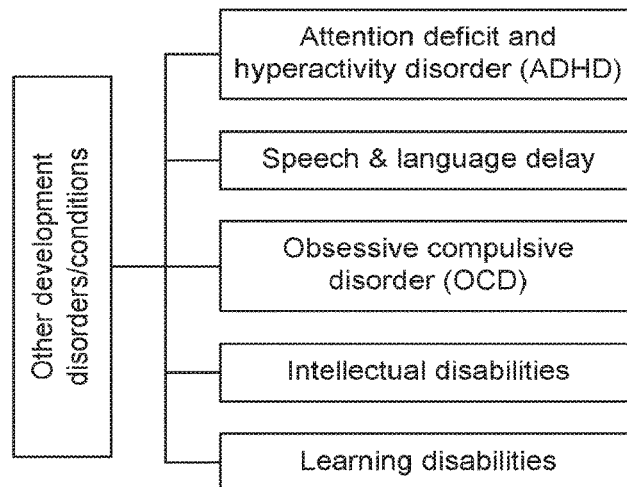 Other development
disorders/conditions
Attention deficit and
hyperactivity disorder (ADHD)
Speech & language delay
Obsessive compulsive
disorder (OCD)
Intellectual disabilities
Learning disabilities